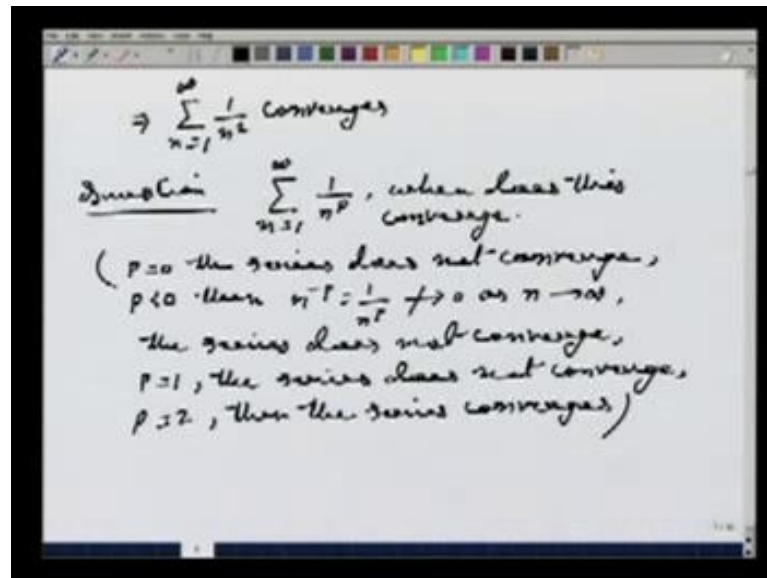 ⇒ ∑_{n=1}^{∞} 1/n² converges
Question ∑_{n=1}^{∞} 1/n^p, when does this
converge.
( p=0 the series does not converge,
p<0 then n^{-p} = 1/n^p ↛ 0 as n → ∞,
the series does not converge,
p=1, the series does not converge,
p=2, then the series converges)